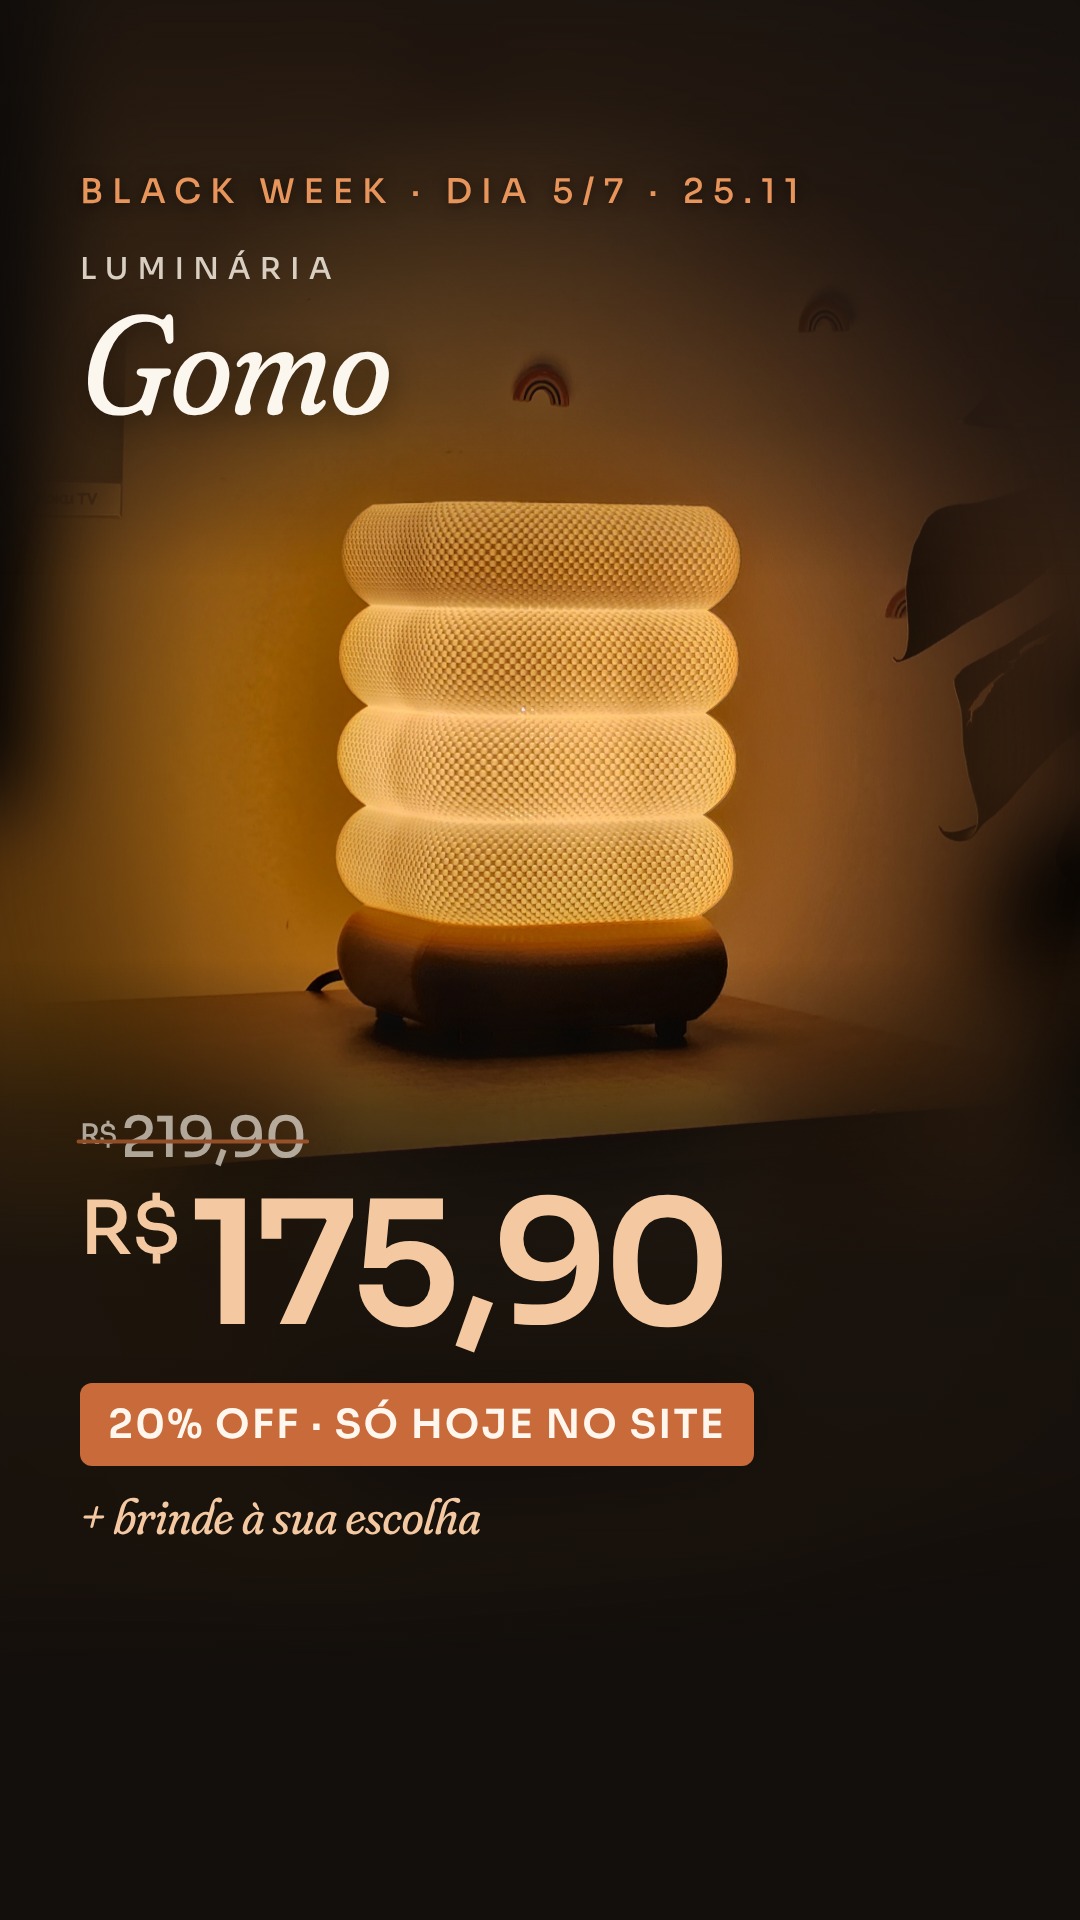 BLACK WEEK · DIA 5/7 · 25.11
LUMINÁRIA
Gomo
TV
R$ 219,90
R$ 175,90
20% OFF · SÓ HOJE NO SITE
+ brinde à sua escolha